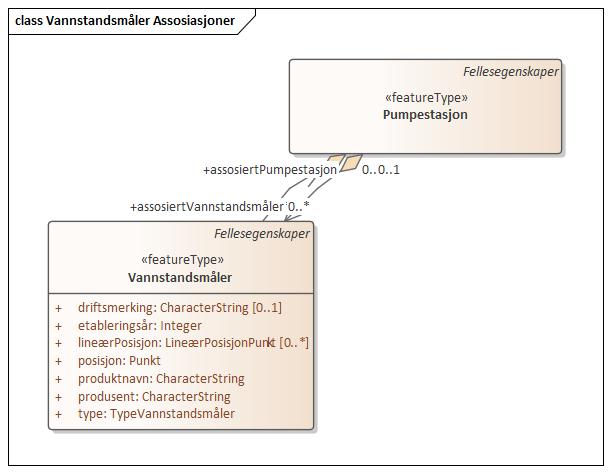 class Vannstandsmåler Assosiasjoner
Fellesegenskaper
«featureType»
Pumpestasjon
+assosiertPumpestasjon 0..0..1
+assosiertVannstandsmåler 0..*
Fellesegenskaper
«featureType»
Vannstandsmåler
+ driftsmerking: CharacterString [0..1]
+ etableringsår: Integer
+ lineærPosisjon: LineærPosisjonPunkt [0..*]
+ posisjon: Punkt
+ produktnavn: CharacterString
+ produsent: CharacterString
+ type: TypeVannstandsmåler